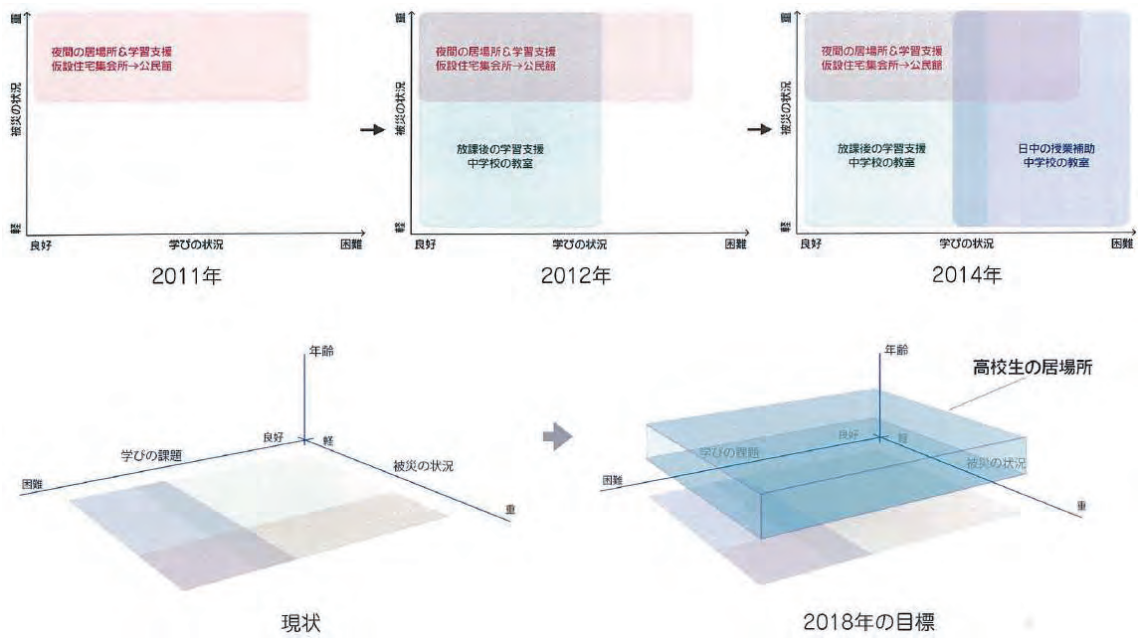 重
夜間の居場所&学習支援
仮設住宅集会所→公民館
被災の状況
軽
良好
学びの状況
困難
2011年
重
夜間の居場所&学習支援
仮設住宅集会所→公民館
被災の状況
放課後の学習支援
中学校の教室
軽
良好
学びの状況
困難
2012年
重
夜間の居場所&学習支援
仮設住宅集会所→公民館
被災の状況
放課後の学習支援
中学校の教室
日中の授業補助
中学校の教室
軽
良好
学びの状況
困難
2014年
年齢
良好
軽
学びの課題
被災の状況
困難
重
現状
年齢
高校生の居場所
良好
軽
学びの課題
被災の状況
困難
重
2018年の目標